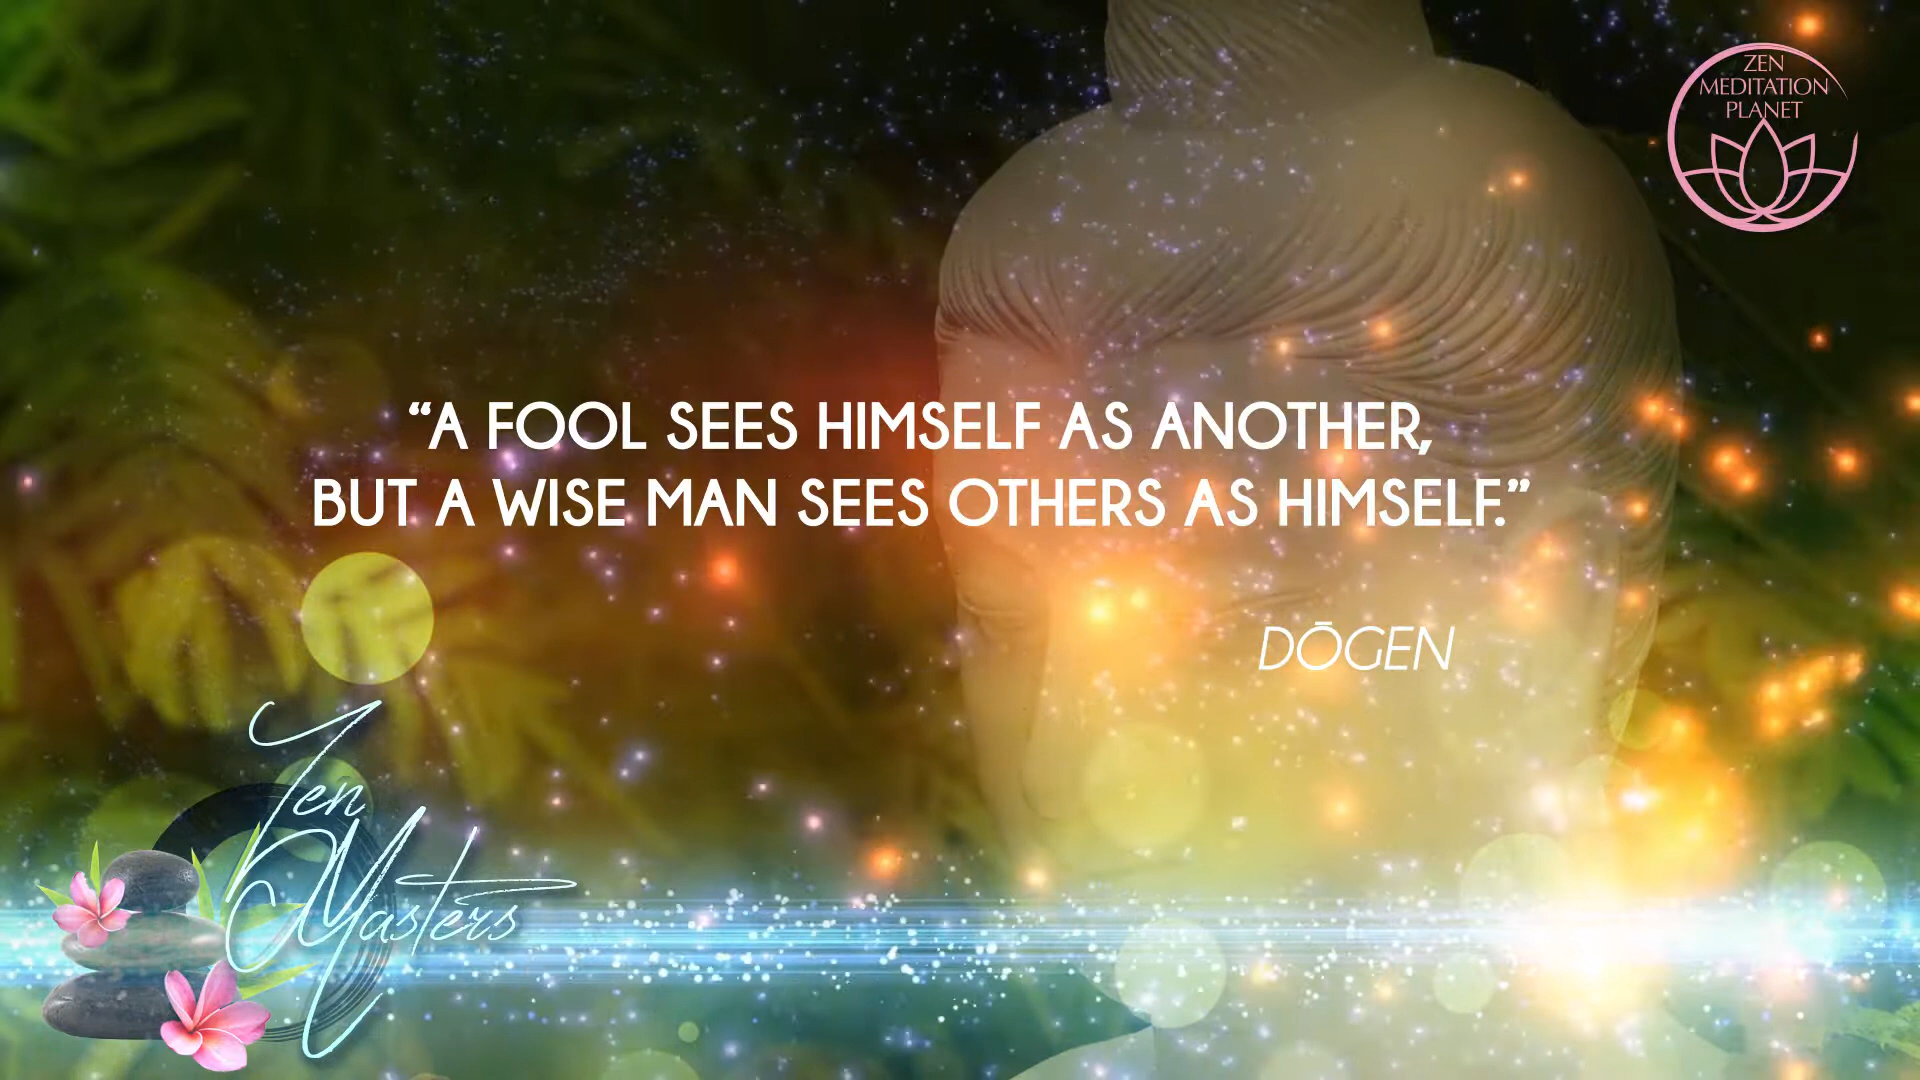 ZEN
MEDITATION
PLANET
“A FOOL SEES HIMSELF AS ANOTHER,
BUT A WISE MAN SEES OTHERS AS HIMSELF.”
DŌGEN
Zen
Masters